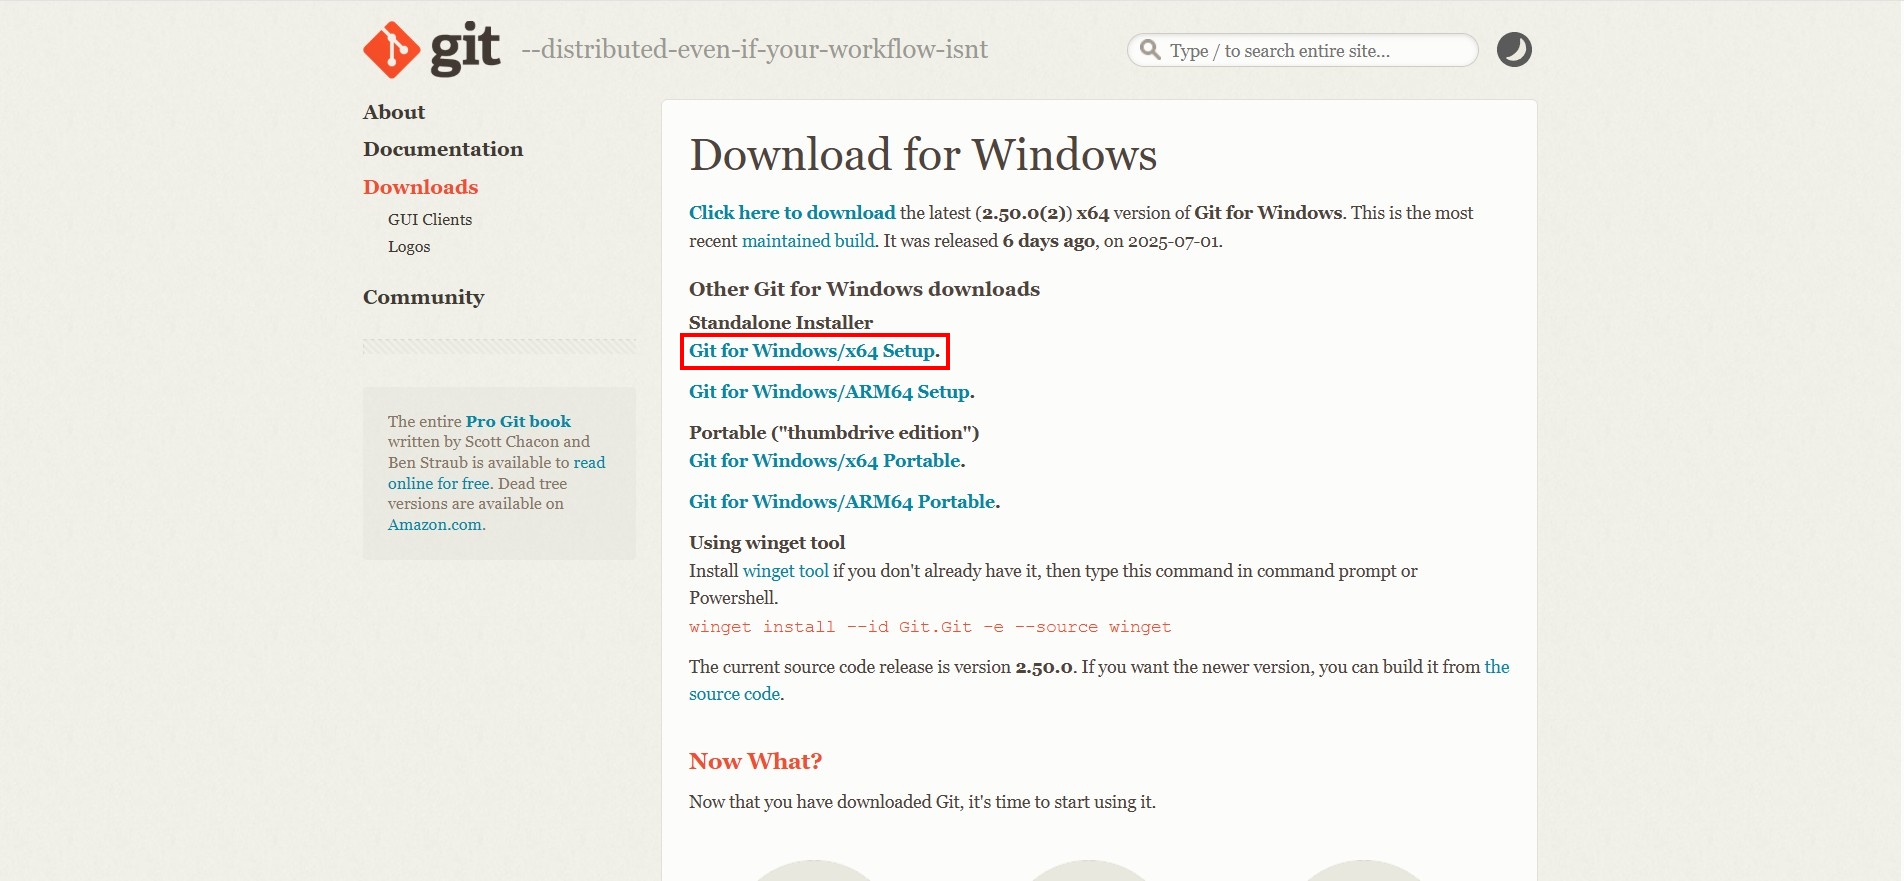 git --distributed-even-if-your-workflow-isnt
Type / to search entire site...
About
Documentation
Downloads
GUI Clients
Logos
Community
The entire Pro Git book
written by Scott Chacon and
Ben Straub is available to read
online for free. Dead tree
versions are available on
Amazon.com.
Download for Windows
Click here to download the latest (2.50.0(2)) x64 version of Git for Windows. This is the most
recent maintained build. It was released 6 days ago, on 2025-07-01.
Other Git for Windows downloads
Standalone Installer
Git for Windows/x64 Setup.
Git for Windows/ARM64 Setup.
Portable ("thumbdrive edition")
Git for Windows/x64 Portable.
Git for Windows/ARM64 Portable.
Using winget tool
Install winget tool if you don't already have it, then type this command in command prompt or
Powershell.
winget install --id Git.Git -e --source winget
The current source code release is version 2.50.0. If you want the newer version, you can build it from the
source code.
Now What?
Now that you have downloaded Git, it's time to start using it.